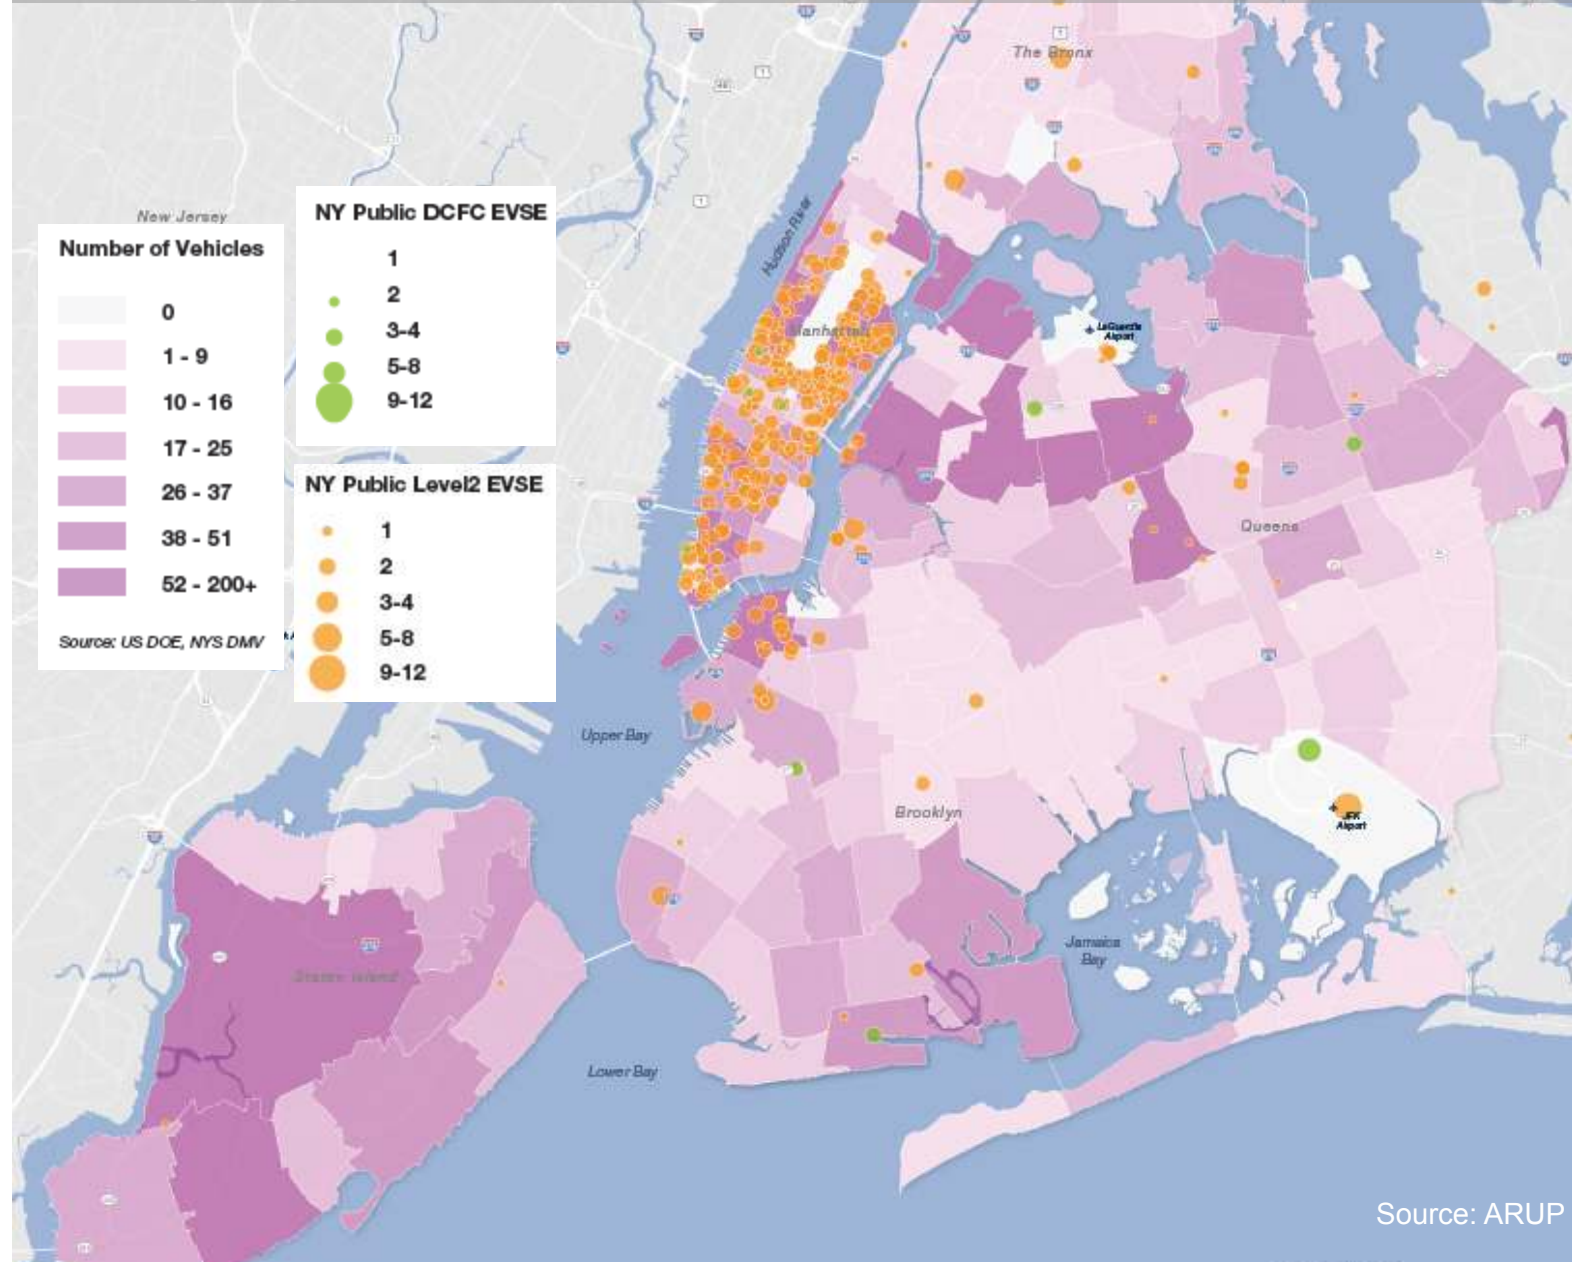 The Bronx
New Jersey
Hudson River
Number of Vehicles
0
1 - 9
10 - 16
17 - 25
26 - 37
38 - 51
52 - 200+
Source: US DOE, NYS DMV
NY Public DCFC EVSE
1
2
3-4
5-8
9-12
NY Public Level2 EVSE
1
2
3-4
5-8
9-12
Manhattan
LaGuardia
Airport
Queens
Upper Bay
Brooklyn
JFK
Airport
Jamaica
Bay
Staten Island
Lower Bay
Source: ARUP